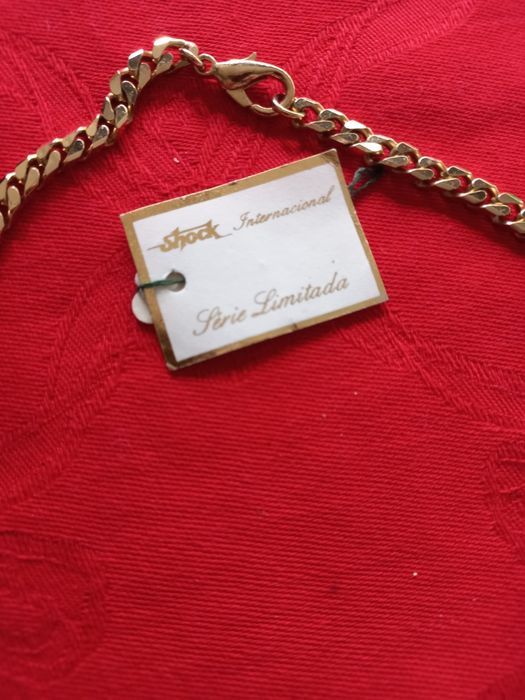 Shock Internacional
Série Limitada